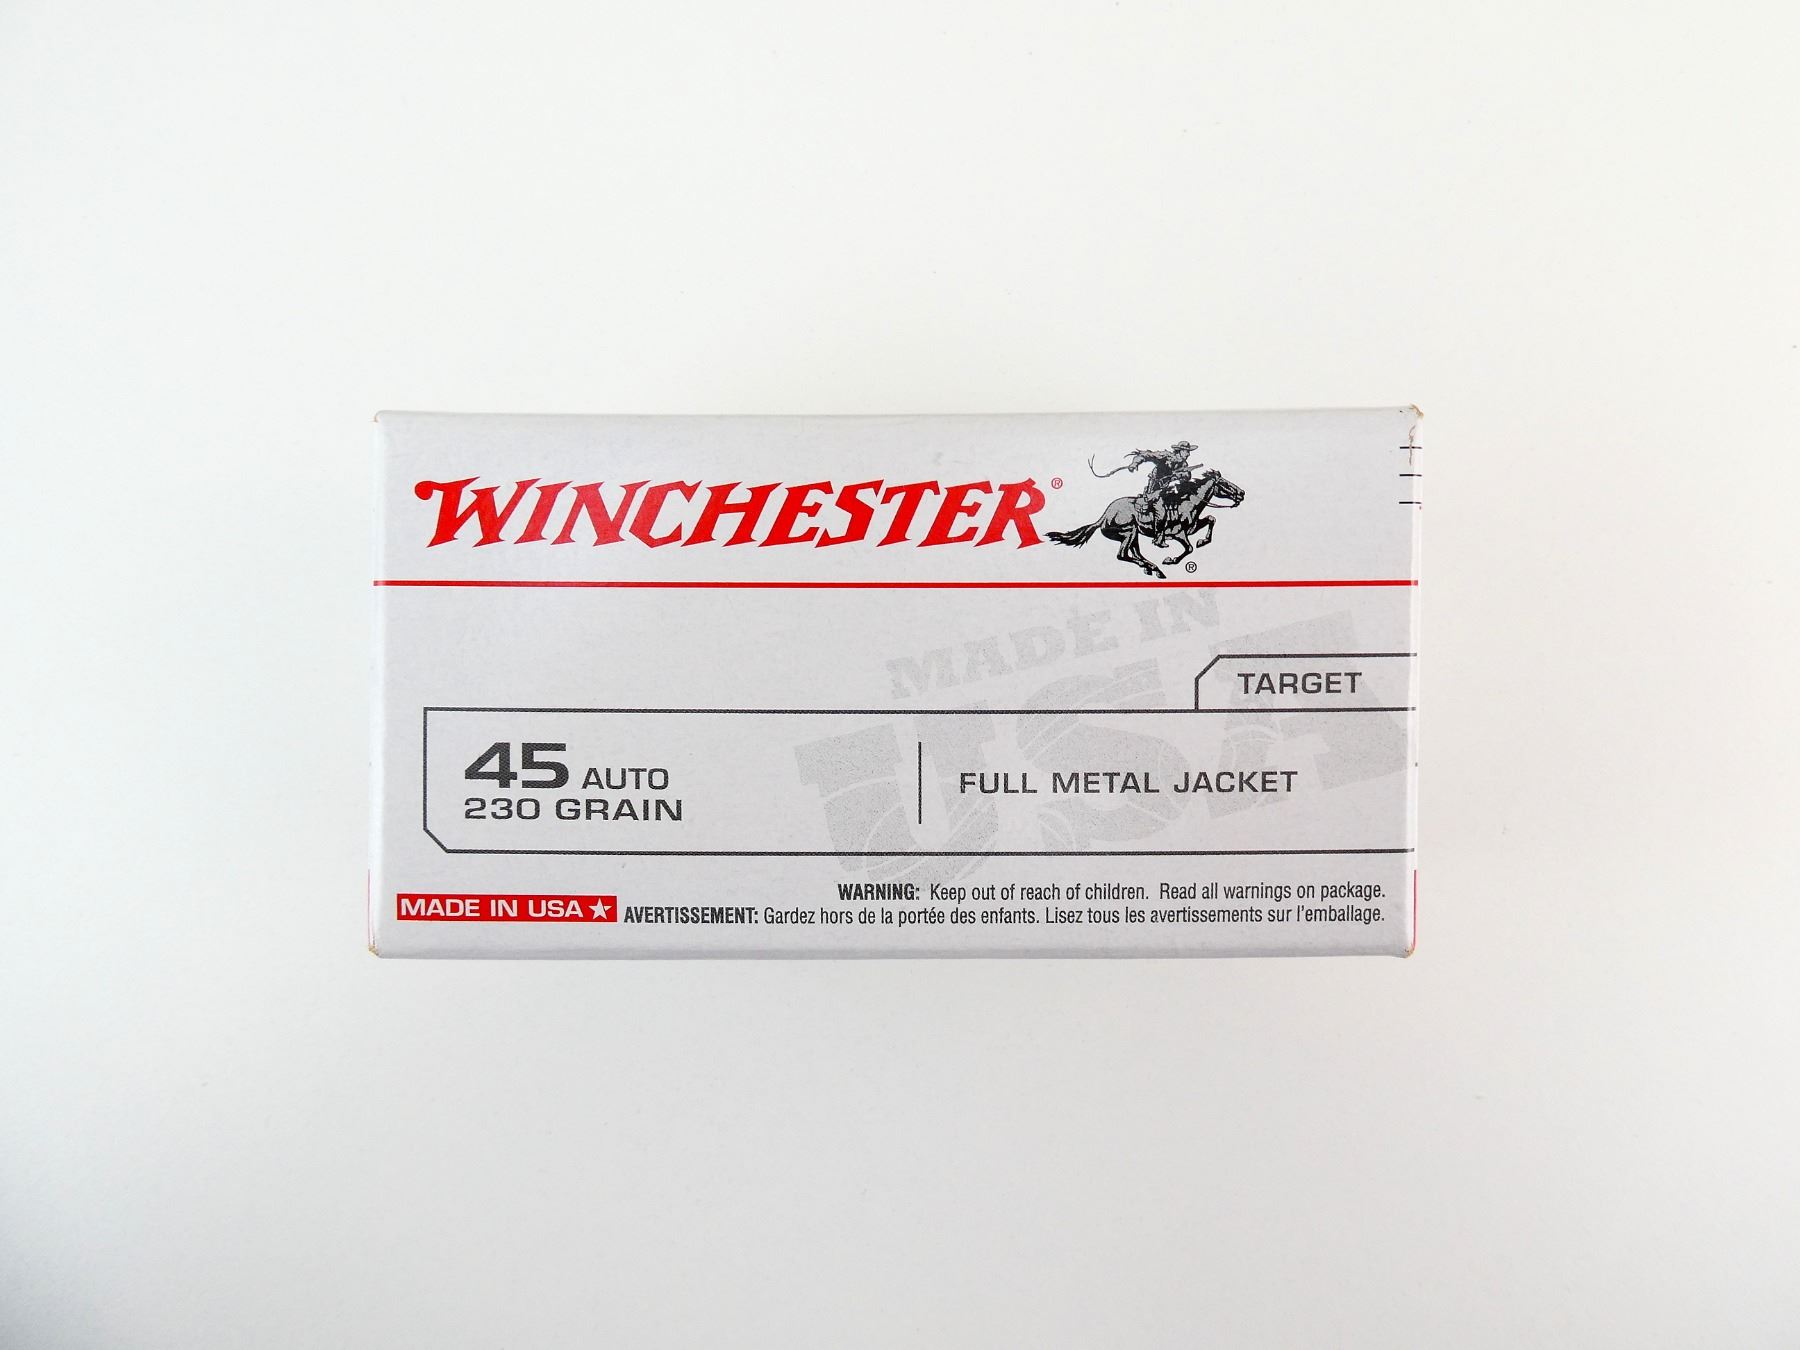 WINCHESTER®
®
MADE IN
USA
TARGET
45 AUTO
230 GRAIN
FULL METAL JACKET
WARNING: Keep out of reach of children. Read all warnings on package.
MADE IN USA ★
AVERTISSEMENT: Gardez hors de la portée des enfants. Lisez tous les avertissements sur l'emballage.